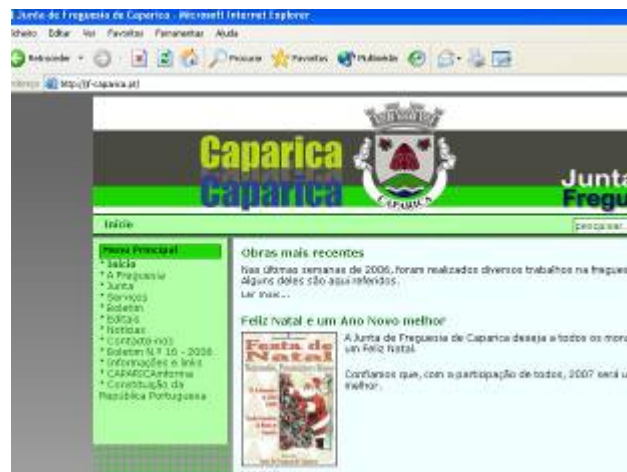 Junta de Freguesia de Caparica - Microsoft Internet Explorer
Editar Ver Favoritos Ferramentas Ajuda
Retroceder Procurar Favoritos Multimédia
http://jf-caparica.pt/
Caparica
Caparica
CAPARICA
Junta
Fregu
Início
pesquisar...
Menu Principal
* Início
* A Freguesia
* Junta
* Serviços
* Boletim
* Editais
* Notícias
* Contacte-nos
* Boletim N.º 16 - 2006
* Informações e links
* CAPARICAinforma
* Constituição da
República Portuguesa
Obras mais recentes
Nas últimas semanas de 2006, foram realizados diversos trabalhos na fregues
Alguns deles são aqui referidos.
Ler mais...
Feliz Natal e um Ano Novo melhor
Festa de
Natal
A Junta de Freguesia de Caparica deseja a todos os mora
um Feliz Natal.
Confiamos que, com a participação de todos, 2007 será u
melhor.